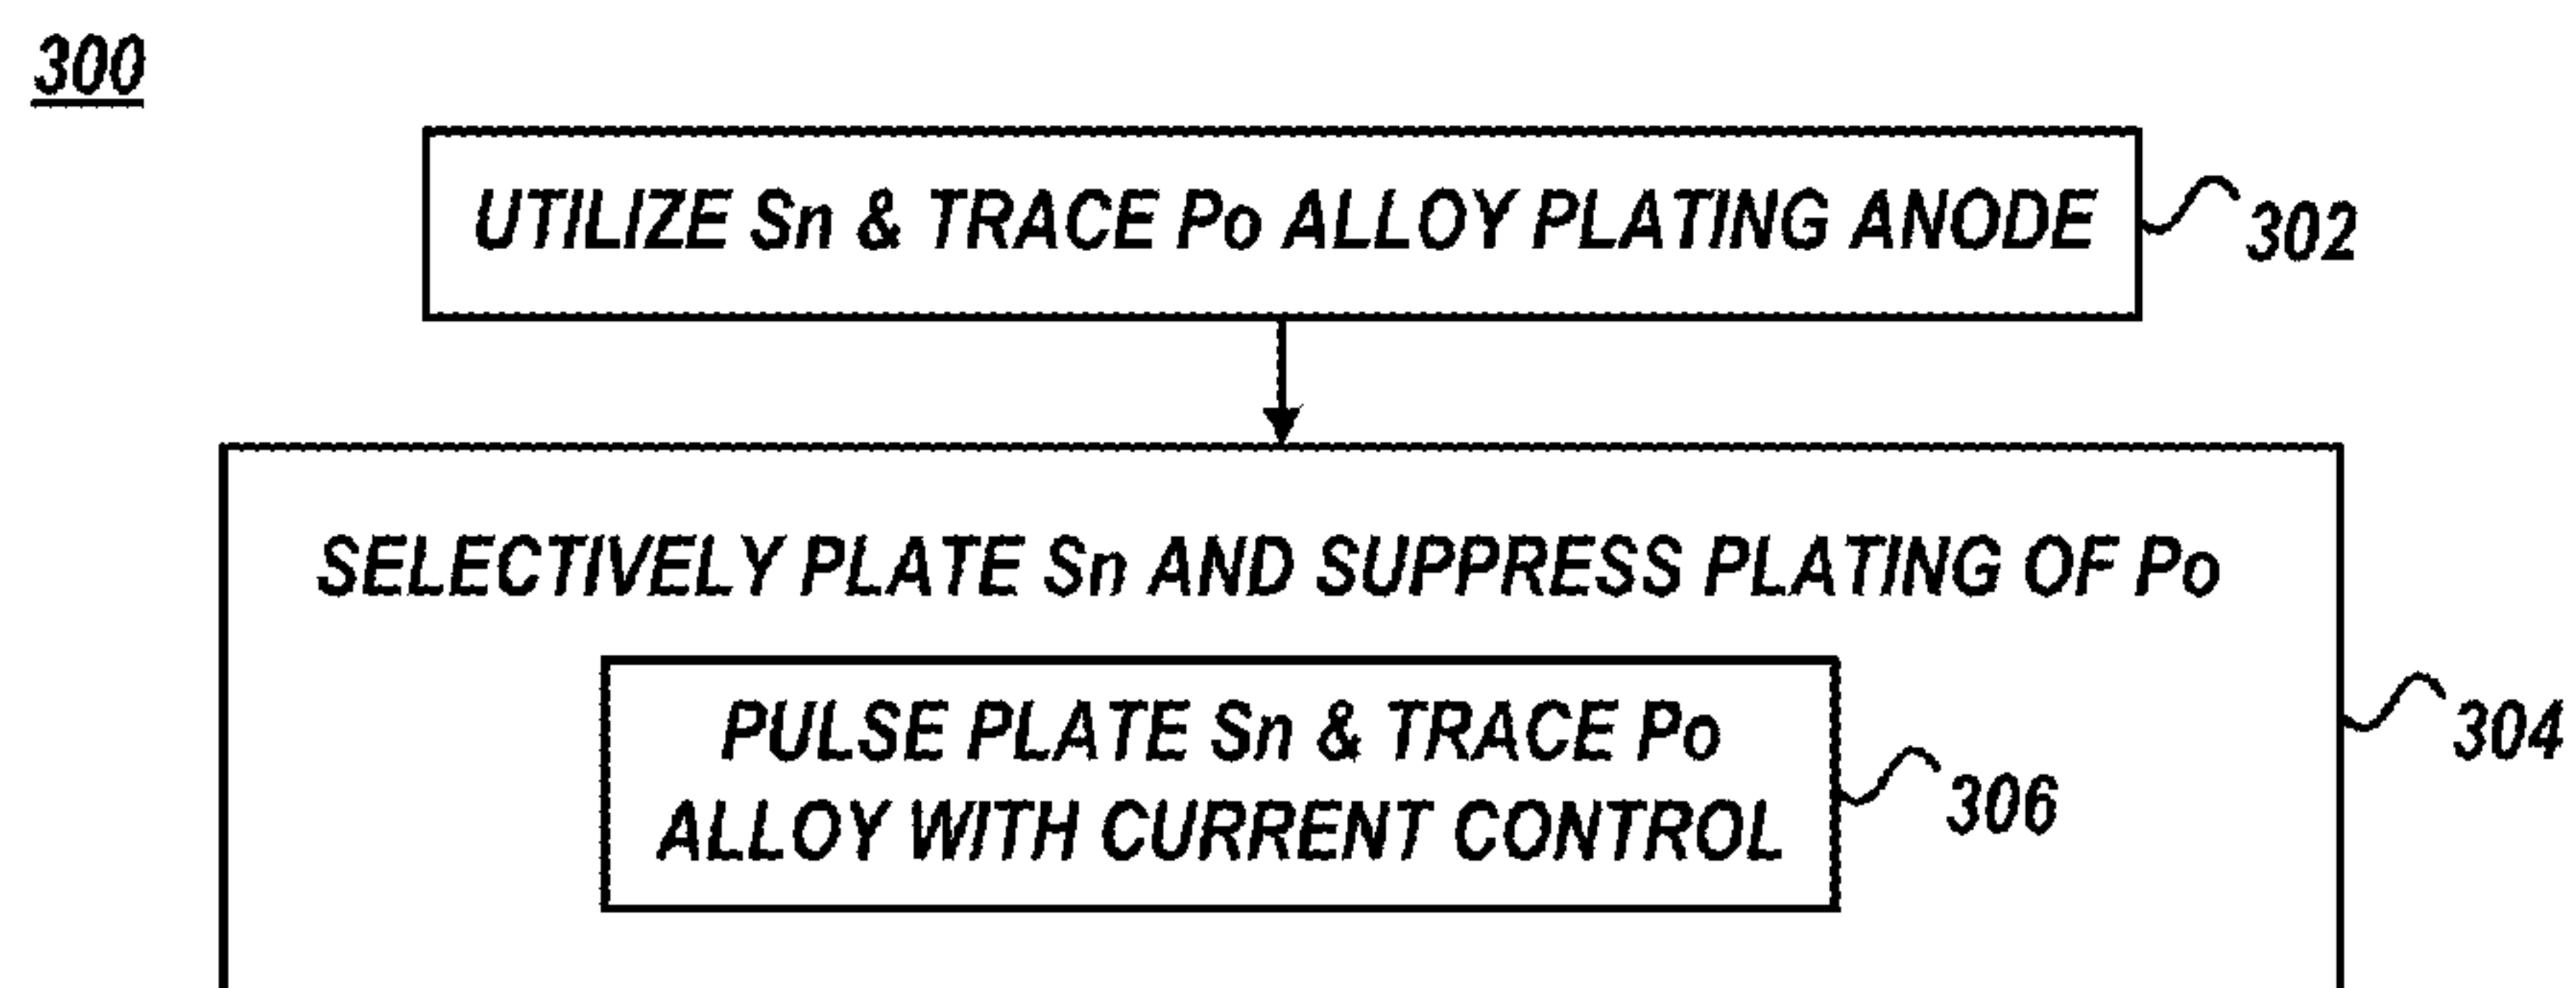 300
UTILIZE Sn & TRACE Po ALLOY PLATING ANODE
302
SELECTIVELY PLATE Sn AND SUPPRESS PLATING OF Po
PULSE PLATE Sn & TRACE Po
ALLOY WITH CURRENT CONTROL
304
306